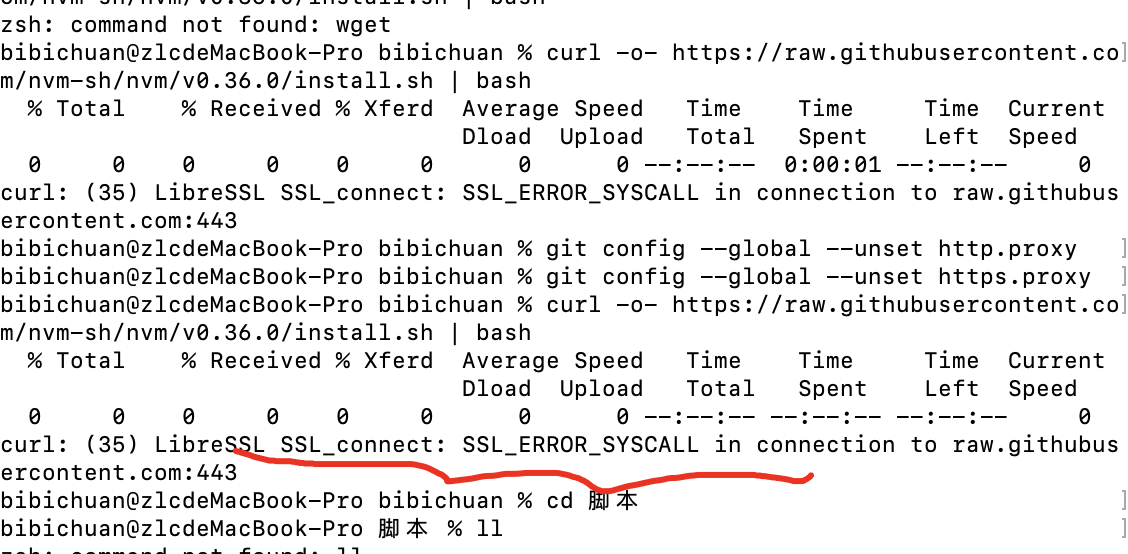 om/nvm-sh/nvm/v0.36.0/install.sh | bash
zsh: command not found: wget
bibichuan@zlcdeMacBook-Pro bibichuan % curl -o- https://raw.githubusercontent.co]
m/nvm-sh/nvm/v0.36.0/install.sh | bash
  % Total    % Received % Xferd  Average Speed   Time    Time     Time  Current
                                 Dload  Upload   Total   Spent    Left  Speed
  0     0    0     0    0     0      0      0 --:--:--  0:00:01 --:--:--     0
curl: (35) LibreSSL SSL_connect: SSL_ERROR_SYSCALL in connection to raw.githubus
ercontent.com:443
bibichuan@zlcdeMacBook-Pro bibichuan % git config --global --unset http.proxy   ]
bibichuan@zlcdeMacBook-Pro bibichuan % git config --global --unset https.proxy  ]
bibichuan@zlcdeMacBook-Pro bibichuan % curl -o- https://raw.githubusercontent.co]
m/nvm-sh/nvm/v0.36.0/install.sh | bash
  % Total    % Received % Xferd  Average Speed   Time    Time     Time  Current
                                 Dload  Upload   Total   Spent    Left  Speed
  0     0    0     0    0     0      0      0 --:--:-- --:--:-- --:--:--     0
curl: (35) LibreSSL SSL_connect: SSL_ERROR_SYSCALL in connection to raw.githubus
ercontent.com:443
bibichuan@zlcdeMacBook-Pro bibichuan % cd 脚本                                  ]
bibichuan@zlcdeMacBook-Pro 脚本 % ll                                            ]
zsh: command not found: ll